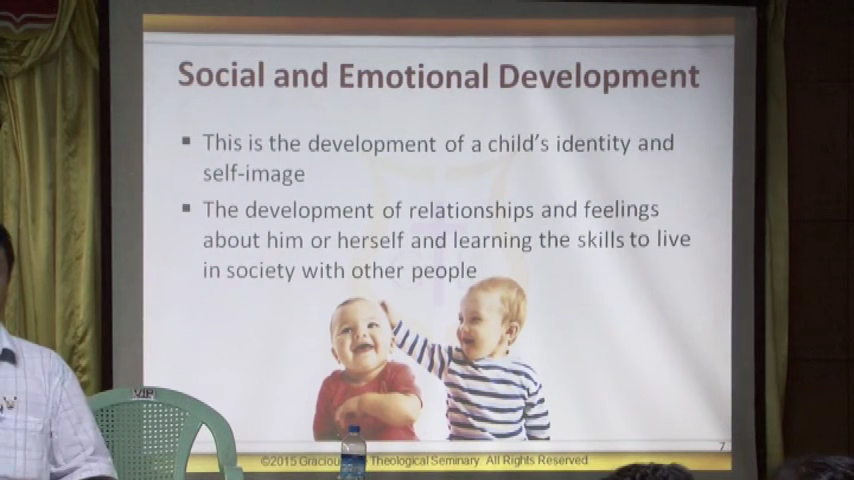 Social and Emotional Development
▪ This is the development of a child's identity and
self-image
▪ The development of relationships and feelings
about him or herself and learning the skills to live
in society with other people
7
©2015 Graciou Theological Seminary All Rights Reserved
VIP